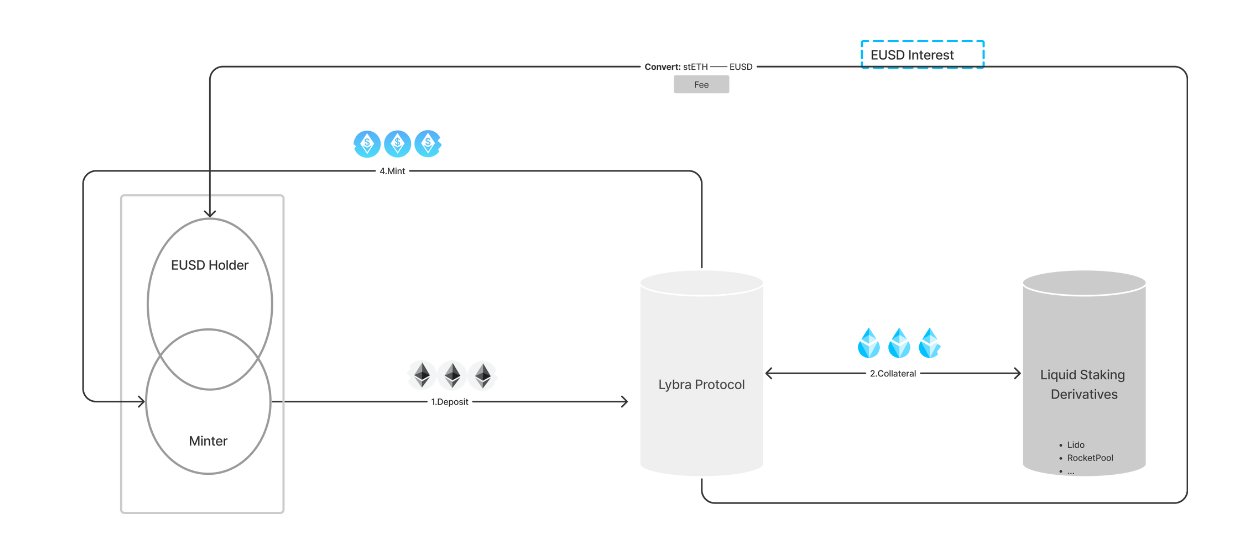 EUSD Interest
Convert: stETH — EUSD
Fee
4.Mint
EUSD Holder
Minter
1.Deposit
Lybra Protocol
2.Collateral
Liquid Staking
Derivatives
• Lido
• RocketPool
• ...